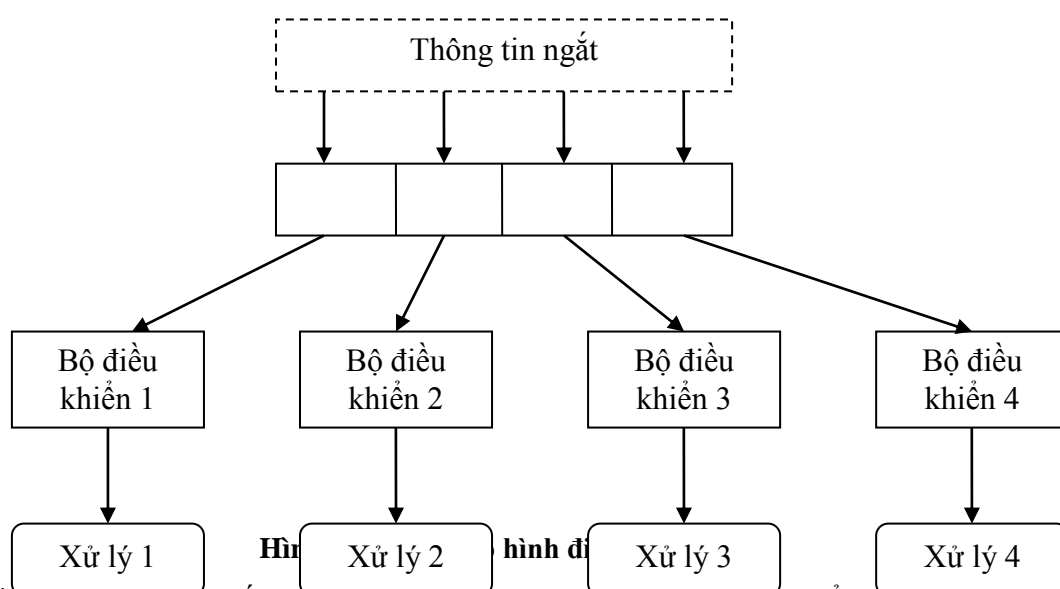 Thông tin ngắt
Bộ điều
khiển 1
Bộ điều
khiển 2
Bộ điều
khiển 3
Bộ điều
khiển 4
Xử lý 1
Xử lý 2
hình
Xử lý 3
Xử lý 4